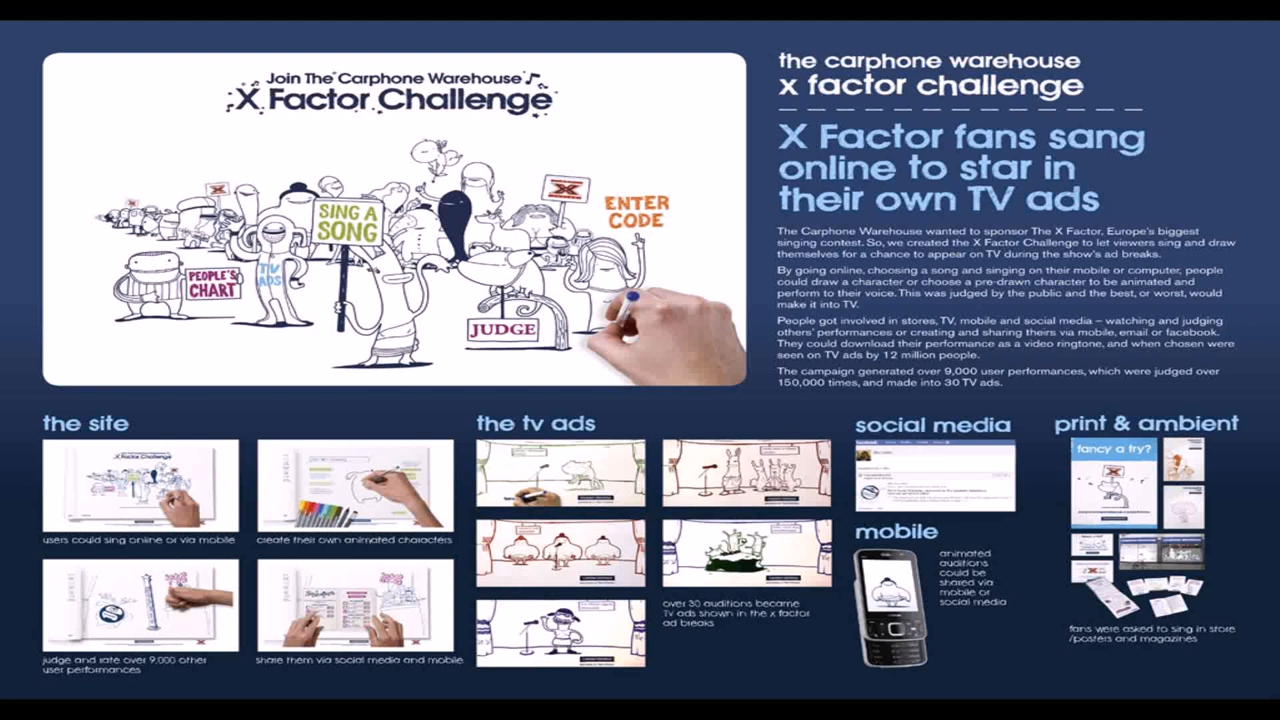 Join The Carphone Warehouse
X Factor Challenge
SING A
SONG
ENTER
CODE
PEOPLE'S
CHART
TV
ADS
JUDGE
the carphone warehouse
x factor challenge
X Factor fans sang
online to star in
their own TV ads
The Carphone Warehouse wanted to sponsor The X Factor, Europe's biggest
singing contest. So, we created the X Factor Challenge to let viewers sing and draw
themselves for a chance to appear on TV during the show's ad breaks.
By going online, choosing a song and singing on their mobile or computer, people
could draw a character or choose a pre-drawn character to be animated and
perform to their voice. This was judged by the public and the best, or worst, would
make it into TV.
People got involved in stores, TV, mobile and social media – watching and judging
others' performances or creating and sharing theirs via mobile, email or facebook.
They could download their performance as a video ringtone, and when chosen were
seen on TV ads by 12 million people.
The campaign generated over 9,000 user performances, which were judged over
150,000 times, and made into 30 TV ads.
the site
X Factor Challenge
users could sing online or via mobile
create their own animated characters
judge and rate over 9,000 other
user performances
share them via social media and mobile
the tv ads
over 30 auditions became
TV ads shown in the x factor
ad breaks
social media
facebook
mobile
animated
auditions
could be
shared via
mobile or
social media
print & ambient
fancy a try?
fans were asked to sing in store
/posters and magazines